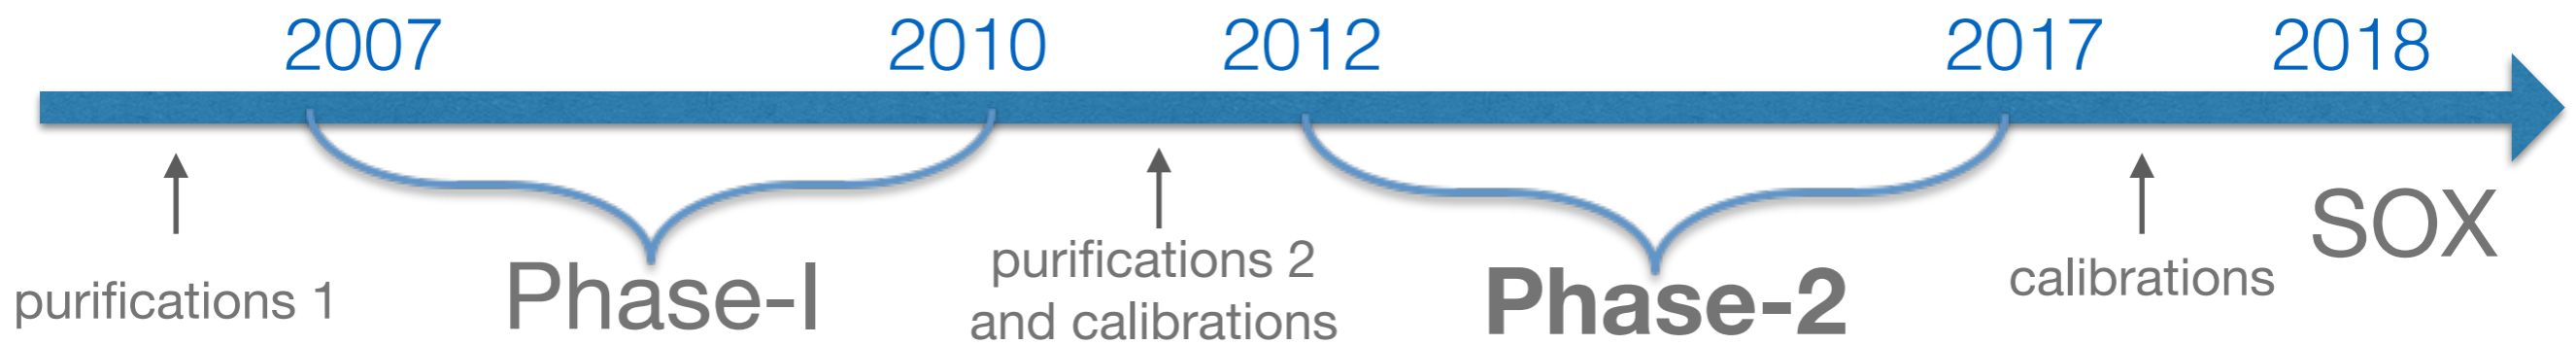 2007 2010 2012 2017 2018
purifications 1
Phase-I
purifications 2
and calibrations
Phase-2
calibrations
SOX